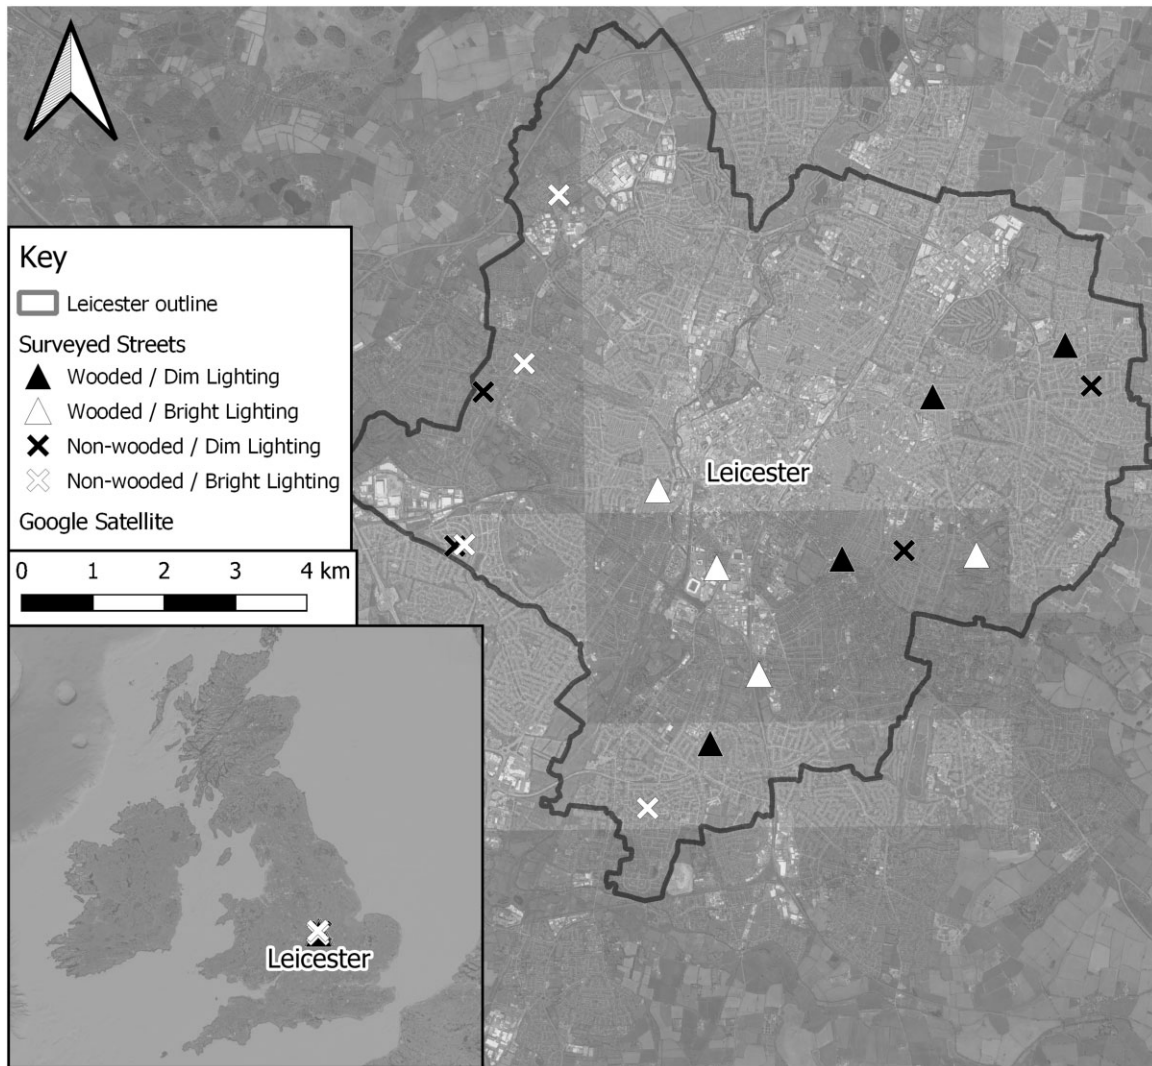 Key
Leicester outline
Surveyed Streets
Wooded / Dim Lighting
Wooded / Bright Lighting
Non-wooded / Dim Lighting
Non-wooded / Bright Lighting
Google Satellite
0 1 2 3 4 km
Leicester
Leicester